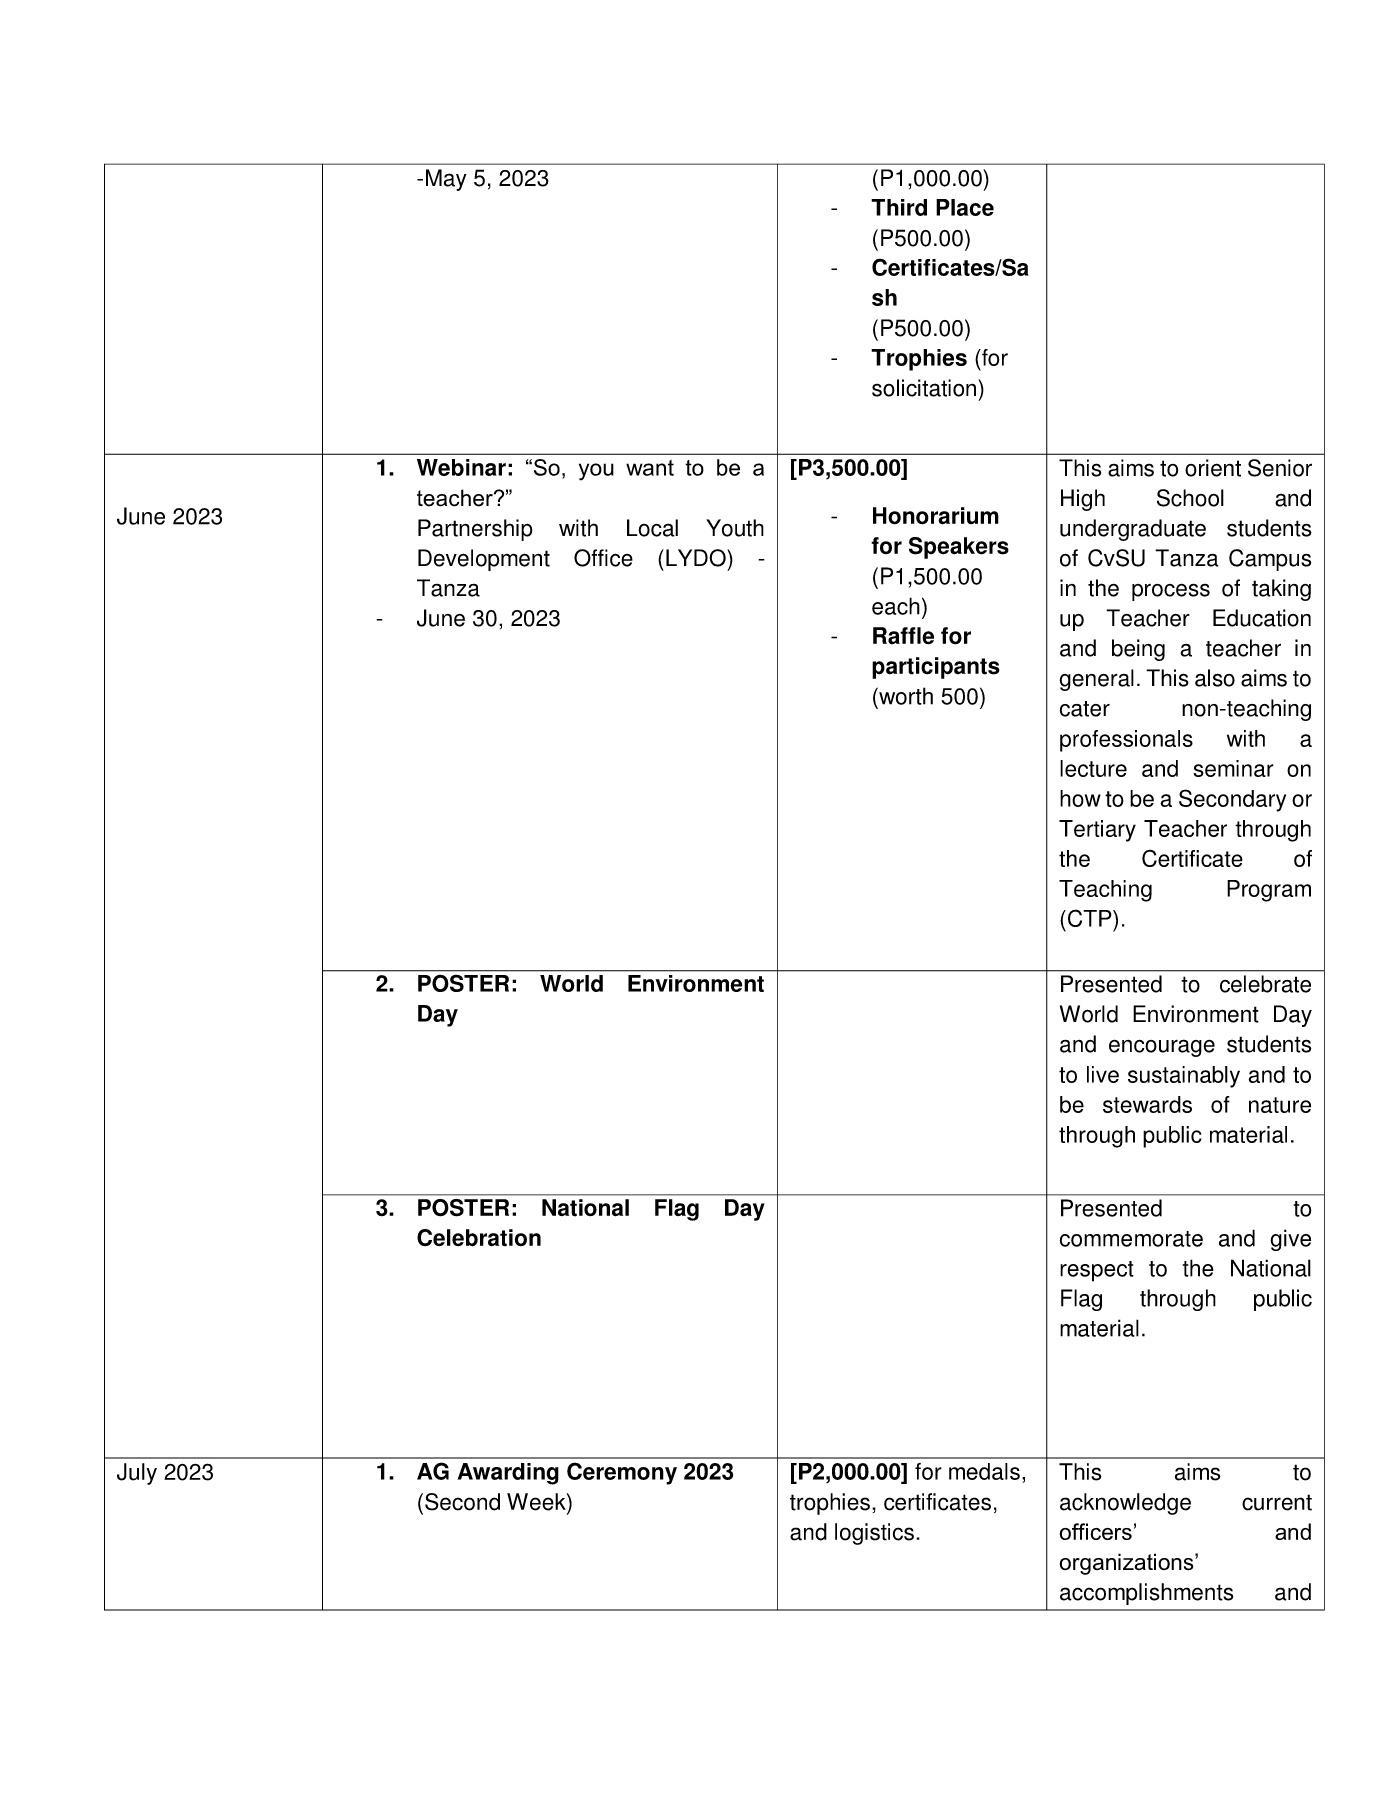 -May 5, 2023
(P1,000.00)
- Third Place
(P500.00)
- Certificates/Sa
sh
(P500.00)
- Trophies (for
solicitation)
June 2023
1. Webinar: “So, you want to be a
teacher?”
Partnership with Local Youth
Development Office (LYDO) -
Tanza
- June 30, 2023
[P3,500.00]
- Honorarium
for Speakers
(P1,500.00
each)
- Raffle for
participants
(worth 500)
This aims to orient Senior
High School and
undergraduate students
of CvSU Tanza Campus
in the process of taking
up Teacher Education
and being a teacher in
general. This also aims to
cater non-teaching
professionals with a
lecture and seminar on
how to be a Secondary or
Tertiary Teacher through
the Certificate of
Teaching Program
(CTP).
2. POSTER: World Environment
Day
Presented to celebrate
World Environment Day
and encourage students
to live sustainably and to
be stewards of nature
through public material.
3. POSTER: National Flag Day
Celebration
Presented to
commemorate and give
respect to the National
Flag through public
material.
July 2023
1. AG Awarding Ceremony 2023
(Second Week)
[P2,000.00] for medals,
trophies, certificates,
and logistics.
This aims to
acknowledge current
officers’ and
organizations’
accomplishments and